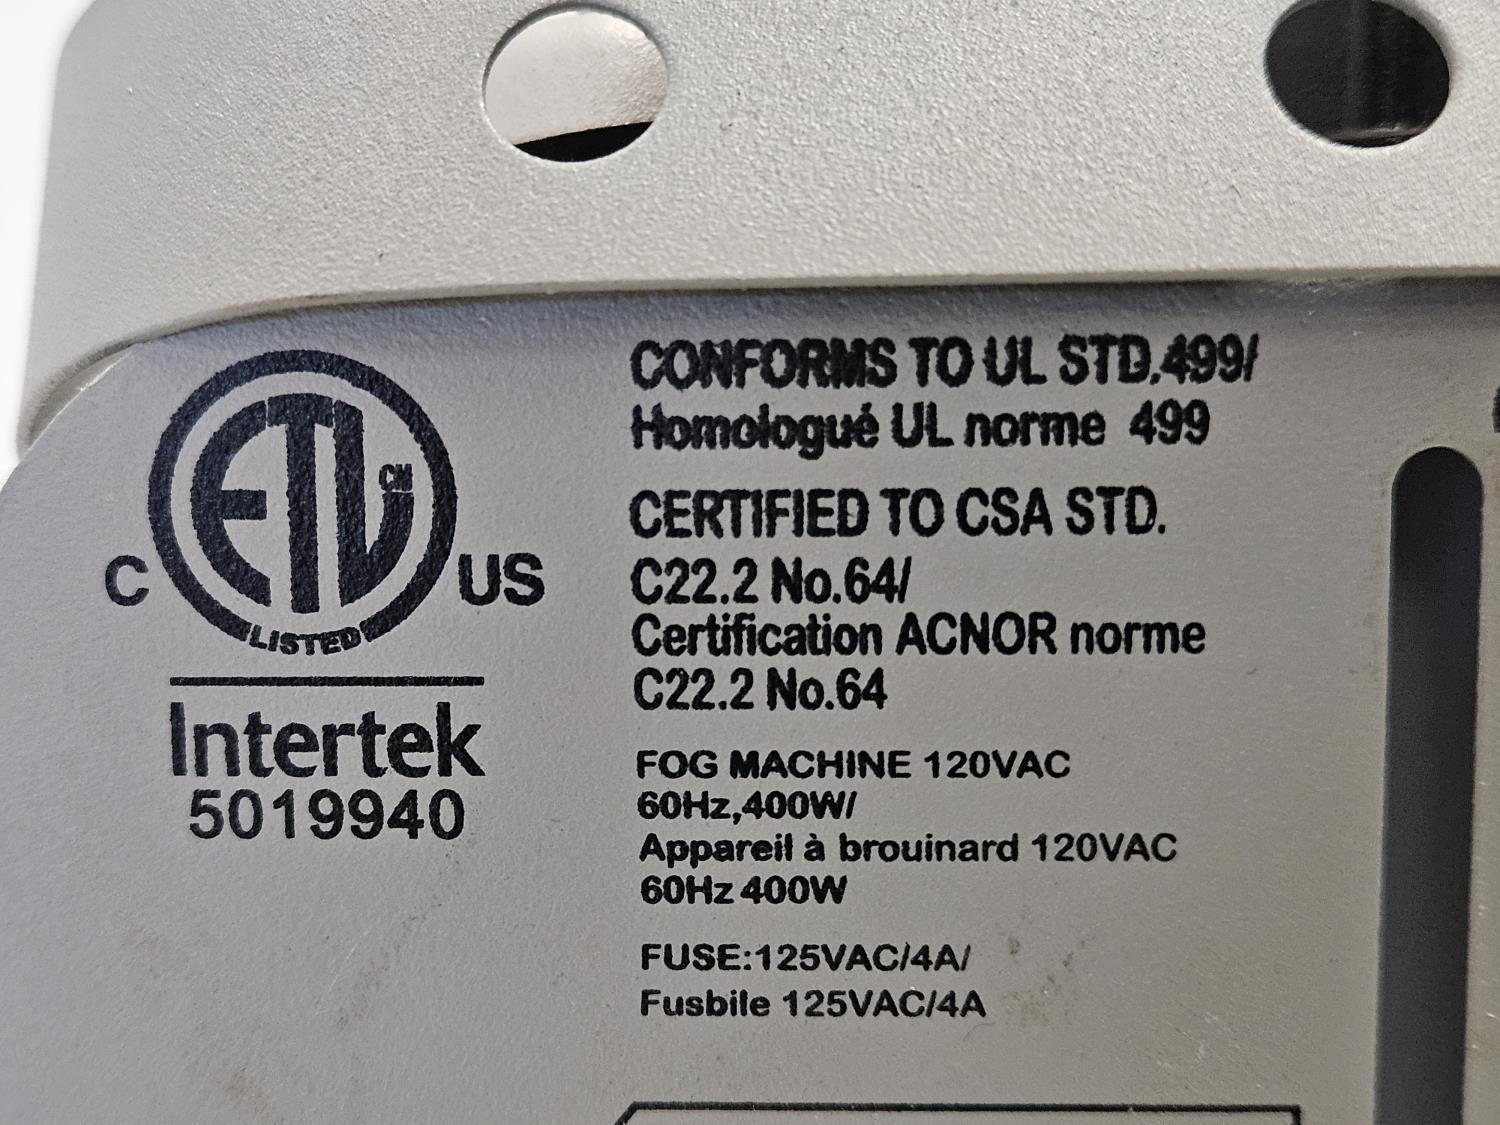 ETL CM
C US
LISTED
Intertek
5019940
CONFORMS TO UL STD.499/
Homologué UL norme 499
CERTIFIED TO CSA STD.
C22.2 No.64/
Certification ACNOR norme
C22.2 No.64
FOG MACHINE 120VAC
60Hz,400W/
Appareil à brouinard 120VAC
60Hz 400W
FUSE:125VAC/4A/
Fusbile 125VAC/4A